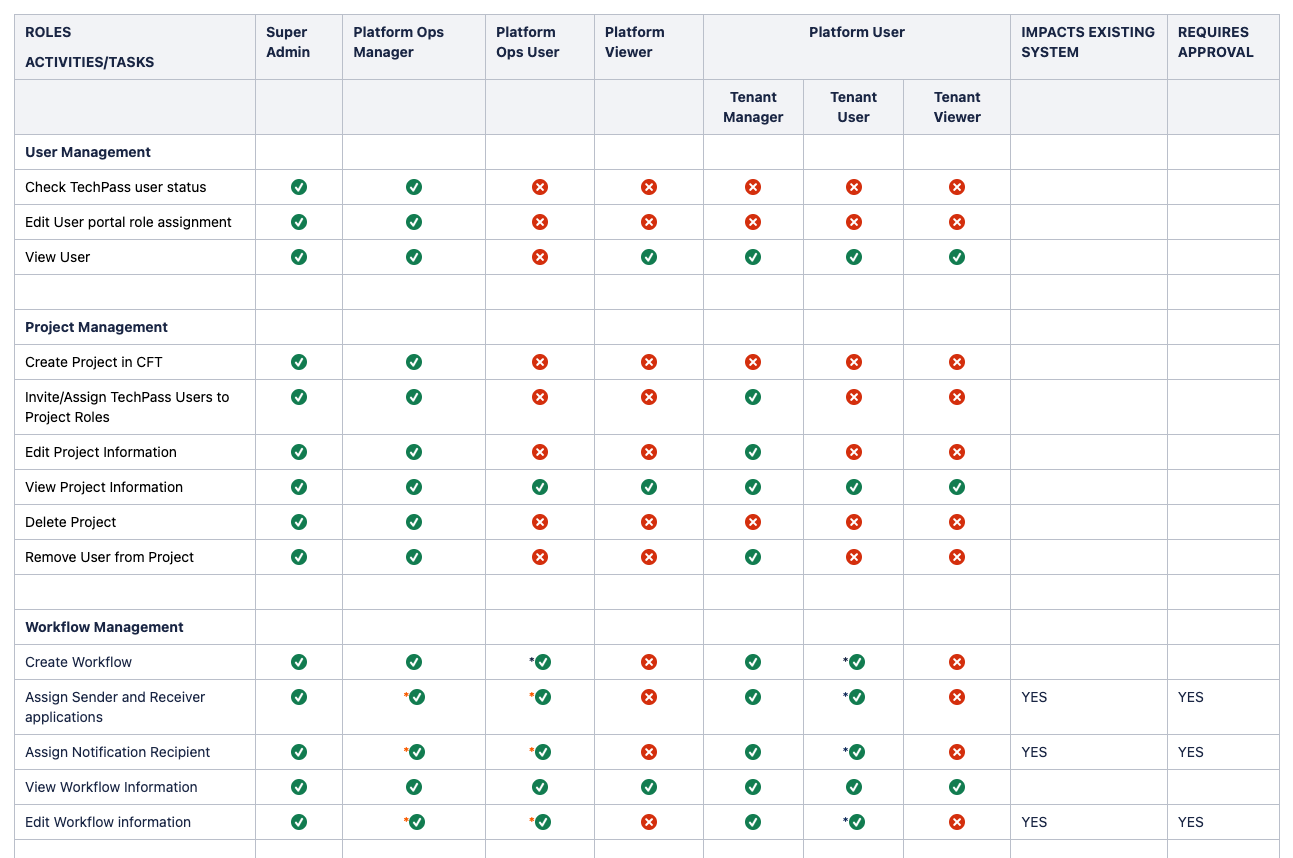 ROLES
ACTIVITIES/TASKS
Super
Admin
Platform Ops
Manager
Platform
Ops User
Platform
Viewer
Platform User
IMPACTS EXISTING
SYSTEM
REQUIRES
APPROVAL
Tenant
Manager
Tenant
User
Tenant
Viewer
User Management
Check TechPass user status
Edit User portal role assignment
View User
Project Management
Create Project in CFT
Invite/Assign TechPass Users to
Project Roles
Edit Project Information
View Project Information
Delete Project
Remove User from Project
Workflow Management
Create Workflow * *
Assign Sender and Receiver
applications
* * * YES YES
Assign Notification Recipient * * * YES YES
View Workflow Information
Edit Workflow information * * * YES YES